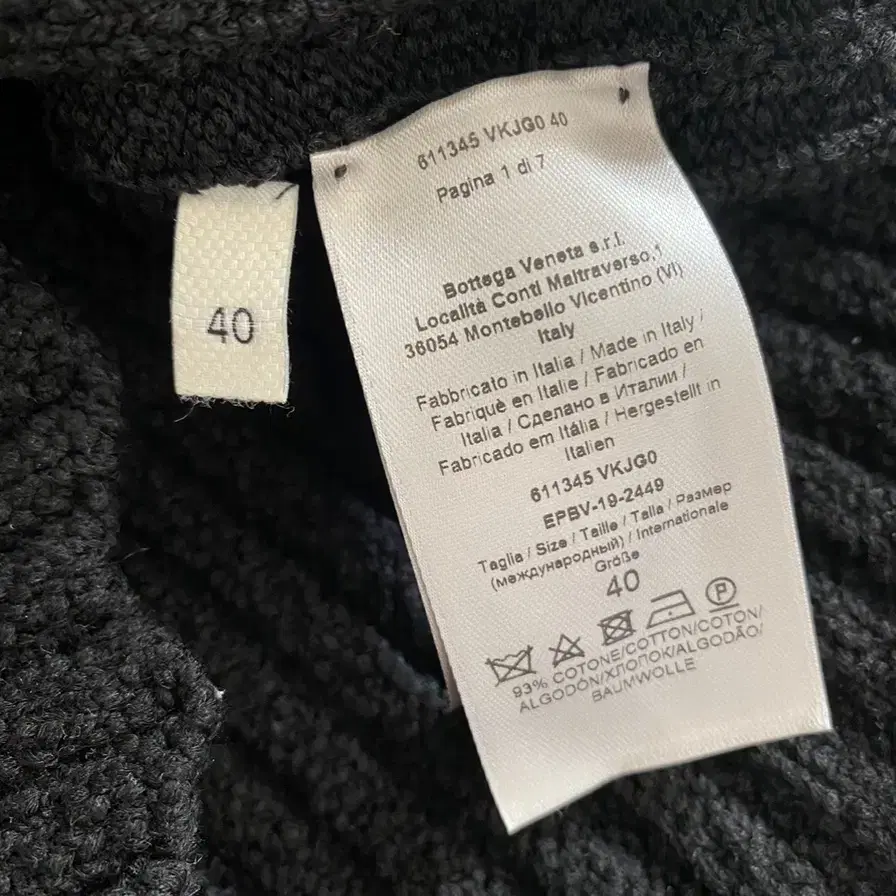 40
611345 VKJG0 40
Pagina 1 di 7
Bottega Veneta s.r.l.
Località Conti Maltraverso,1
36054 Montebello Vicentino (VI)
Italy
Fabbricato in Italia / Made in Italy /
Fabriquè en Italie / Fabricado en
Italia / Сделано в Италии /
Fabricado em Itália / Hergestellt in
Italien
611345 VKJG0
EPBV-19-2449
Taglia / Size / Taille / Talla / Размер
(международный) / Internationale
Größe
40
P
93% COTONE/COTTON/COTON/
ALGODÓN/ХЛОПОК/ALGODÃO/
BAUMWOLLE